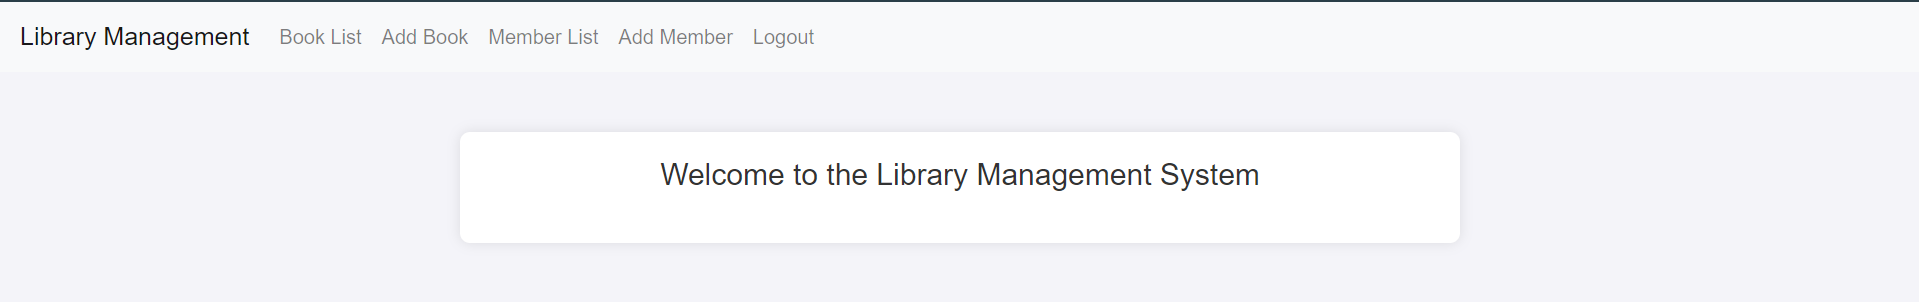 Library Management Book List Add Book Member List Add Member Logout
Welcome to the Library Management System